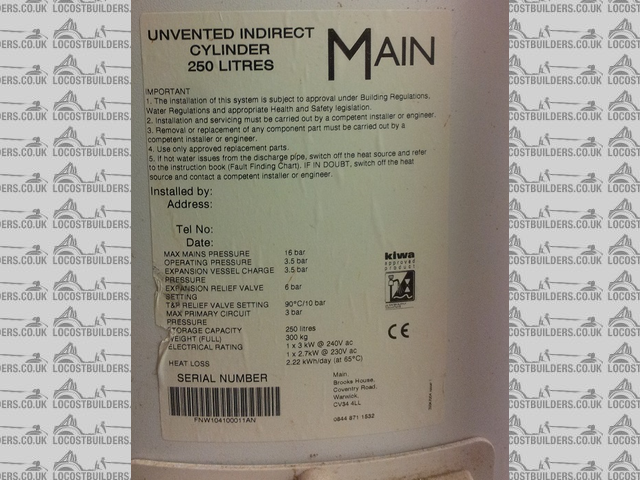 UNVENTED INDIRECT
CYLINDER
250 LITRES
MAIN
IMPORTANT
1. The installation of this system is subject to approval under Building Regulations,
Water Regulations and appropriate Health and Safety legislation.
2. Installation and servicing must be carried out by a competent installer or engineer.
3. Removal or replacement of any component part must be carried out by a
competent installer or engineer.
4. Use only approved replacement parts.
5. If hot water issues from the discharge pipe, switch off the heat source and refer
to the instruction book (Fault Finding Chart). IF IN DOUBT, switch off the heat
source and contact a competent installer or engineer.
Installed by:
Address:
Tel No:
Date:
MAX MAINS PRESSURE 16 bar
OPERATING PRESSURE 3.5 bar
EXPANSION VESSEL CHARGE 3.5 bar
PRESSURE
EXPANSION RELIEF VALVE 6 bar
SETTING
T&P RELIEF VALVE SETTING 90°C/10 bar
MAX PRIMARY CIRCUIT 3 bar
PRESSURE
STORAGE CAPACITY 250 litres
WEIGHT (FULL) 300 kg
ELECTRICAL RATING 1 x 3 kW @ 240V ac
1 x 2.7kW @ 230V ac
HEAT LOSS 2.22 kWh/day (at 65°C)
kiwa
approved
product
CE
SERIAL NUMBER
FNW104100011AN
Main,
Brooke House,
Coventry Road,
Warwick,
CV34 4LL
0844 871 1552
LOCOSTBUILDERS.CO.UK